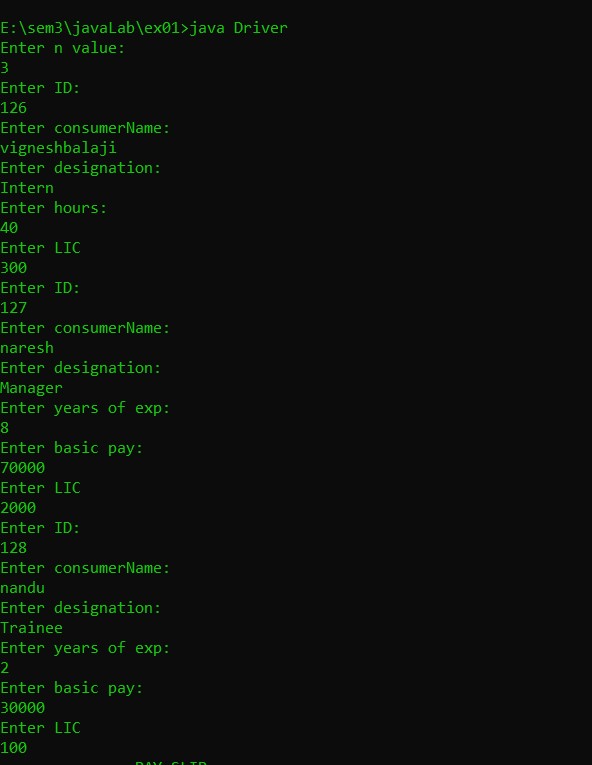 E:\sem3\javaLab\ex01>java Driver
Enter n value:
3
Enter ID:
126
Enter consumerName:
vigneshbalaji
Enter designation:
Intern
Enter hours:
40
Enter LIC
300
Enter ID:
127
Enter consumerName:
naresh
Enter designation:
Manager
Enter years of exp:
8
Enter basic pay:
70000
Enter LIC
2000
Enter ID:
128
Enter consumerName:
nandu
Enter designation:
Trainee
Enter years of exp:
2
Enter basic pay:
30000
Enter LIC
100
PAY SLIP